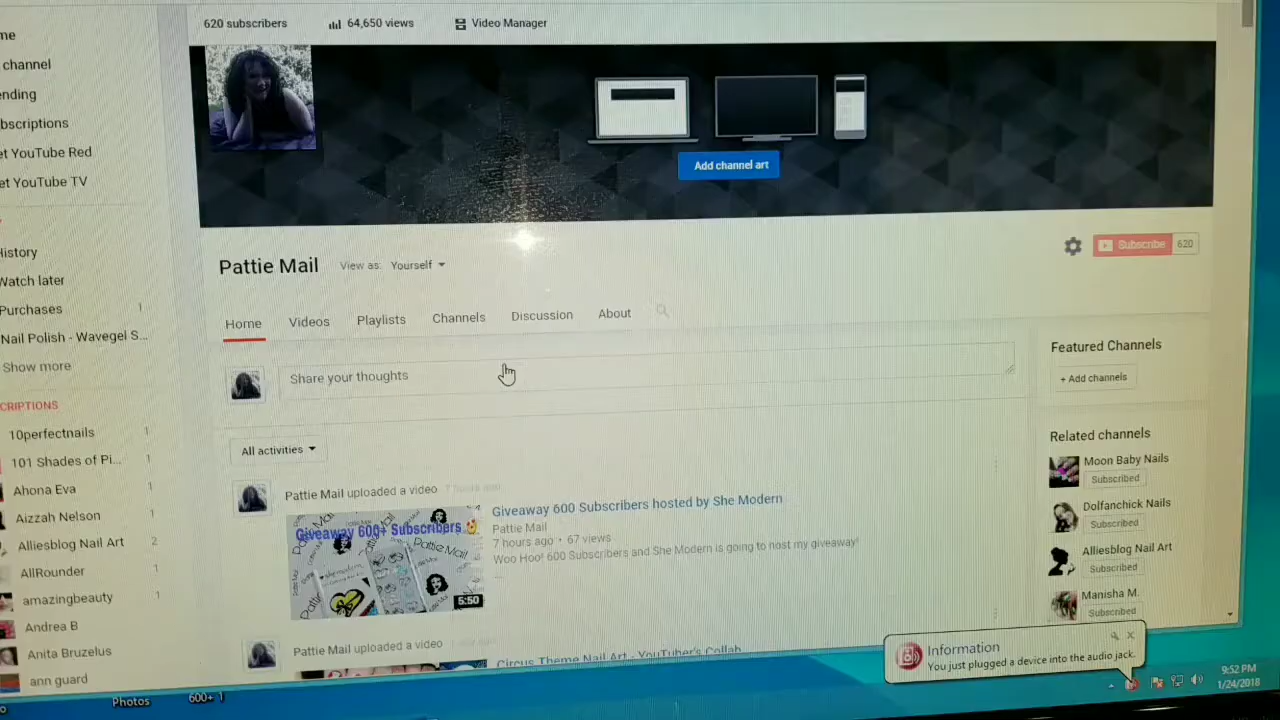 620 subscribers
64,650 views
Video Manager
me
channel
ending
bscriptions
et YouTube Red
et YouTube TV
History
Watch later
Purchases 1
Nail Polish - Wavegel S...
Show more
CRIPTIONS
10perfectnails 1
101 Shades of Pi... 1
Ahona Eva 1
Aizzah Nelson 1
Alliesblog Nail Art 2
AllRounder 1
amazingbeauty 1
Andrea B
Anita Bruzelus
ann guard
Add channel art
Pattie Mail
View as: Yourself
Subscribe 620
Home
Videos
Playlists
Channels
Discussion
About
Share your thoughts
All activities
Pattie Mail uploaded a video 7 hours ago
Giveaway 600+ Subscribers
Pattie Mail
5:50
Giveaway 600 Subscribers hosted by She Modern
Pattie Mail
7 hours ago • 67 views
Woo Hoo! 600 Subscribers and She Modern is going to host my giveaway!
...
Pattie Mail uploaded a video
Circus Theme Nail Art - YouTuber's Collab
Featured Channels
+ Add channels
Related channels
Moon Baby Nails
Subscribed
Dolfanchick Nails
Subscribed
Alliesblog Nail Art
Subscribed
Manisha M.
Subscribed
Information
You just plugged a device into the audio jack.
9:52 PM
1/24/2018
Photos
600+ 1